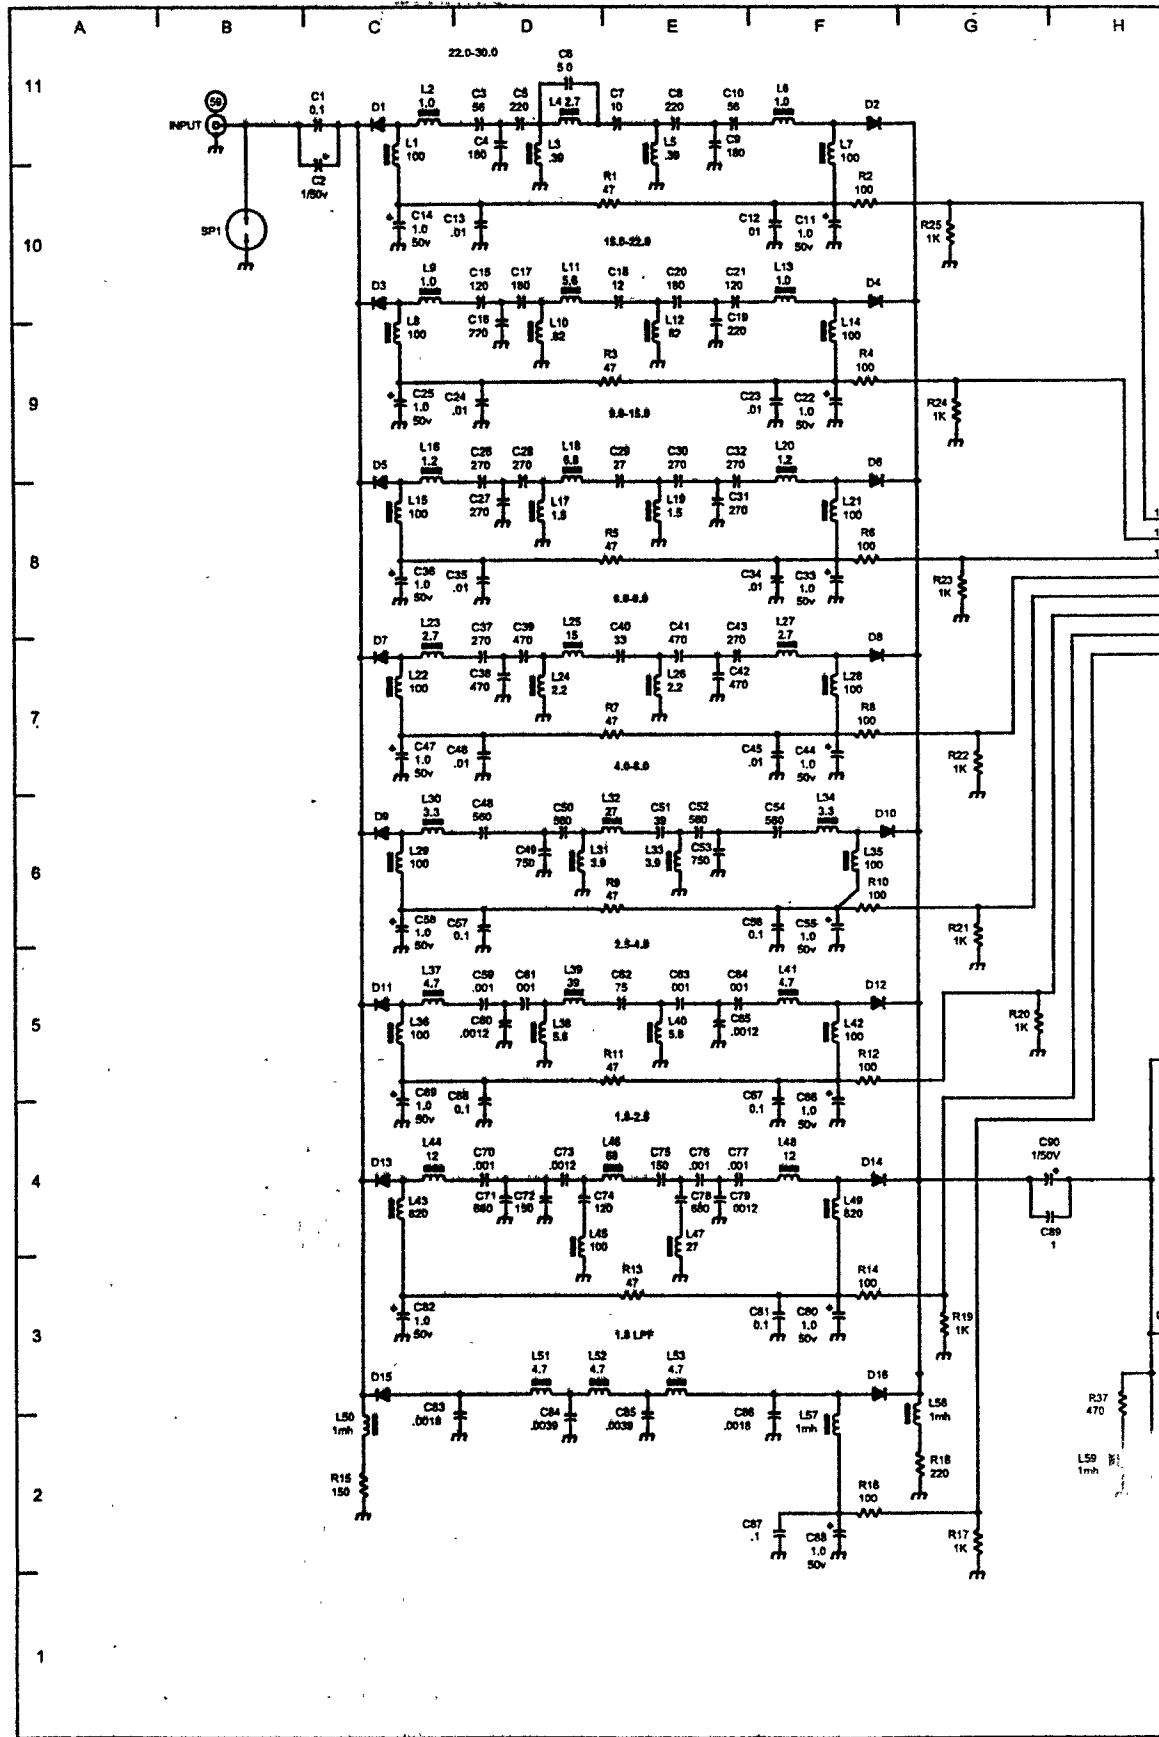 A B C D E F G H
11
22.0-30.0
C6
5 0
59
INPUT
C1
0.1
C2
1/50v
SP1
D1
L2
1.0
C3
56
C5
220
L4 2.7
C7
10
C8
220
C10
56
L6
1.0
D2
L1
100
C4
180
L3
.39
L5
.39
C9
180
L7
100
R1
47
R2
100
10
C14
1.0
50v
C13
.01
C12
01
C11
1.0
50v
R25
1K
15.0-22.0
D3
L9
1.0
C15
120
C17
180
L11
5.6
C18
12
C20
180
C21
120
L13
1.0
D4
L8
100
C16
270
L10
.82
L12
82
C19
220
L14
100
R3
47
R4
100
9
C25
1.0
50v
C24
.01
C23
.01
C22
1.0
50v
R24
1K
9.0-15.0
D5
L16
1.2
C26
270
C28
270
L18
6.8
C29
27
C30
270
C32
270
L20
1.2
D6
L15
100
C27
270
L17
1.5
L19
1.5
C31
270
L21
100
R5
47
R6
100
8
C36
1.0
50v
C35
.01
C34
.01
C33
1.0
50v
R23
1K
D7
L23
2.7
C37
270
C39
470
L25
15
C40
33
C41
470
C43
270
L27
2.7
D8
L22
100
C38
470
L24
2.2
L26
2.2
C42
470
L28
100
R7
47
R8
100
7
C47
1.0
50v
C46
.01
C45
.01
C44
1.0
50v
R22
1K
D9
L30
3.3
C48
560
C50
560
L32
27
C51
39
C52
560
C54
560
L34
3.3
D10
L29
100
C49
750
L31
3.9
L33
3.9
C53
750
L35
100
6
R9
47
R10
100
C58
1.0
50v
C57
0.1
C56
0.1
C55
1.0
50v
R21
1K
2.5-4.0
D11
L37
4.7
C59
.001
C61
001
L39
39
C62
75
C63
001
C64
001
L41
4.7
D12
5
L36
100
C60
.0012
L38
5.6
L40
5.6
C65
.0012
L42
100
R20
1K
R11
47
R12
100
C69
1.0
50v
C68
0.1
C67
0.1
C66
1.0
50v
1.8-2.5
D13
L44
12
C70
.001
C73
.0012
L46
68
C75
150
C76
.001
C77
.001
L48
12
D14
C90
1/50V
4
L43
820
C71
680
C72
150
C74
120
C78
680
C79
0012
L49
820
C89
1
L45
100
L47
27
R13
47
R14
100
3
C82
1.0
50v
C81
0.1
C80
1.0
50v
R19
1K
1.8 LPF
D15
L51
4.7
L52
4.7
L53
4.7
D16
L50
1mh
C83
.0018
C84
.0039
C85
.0039
C86
.0018
L57
1mh
L58
1mh
R37
470
2
R15
150
R18
220
L59
1mh
R16
100
C87
.1
C88
1.0
50v
R17
1K
1